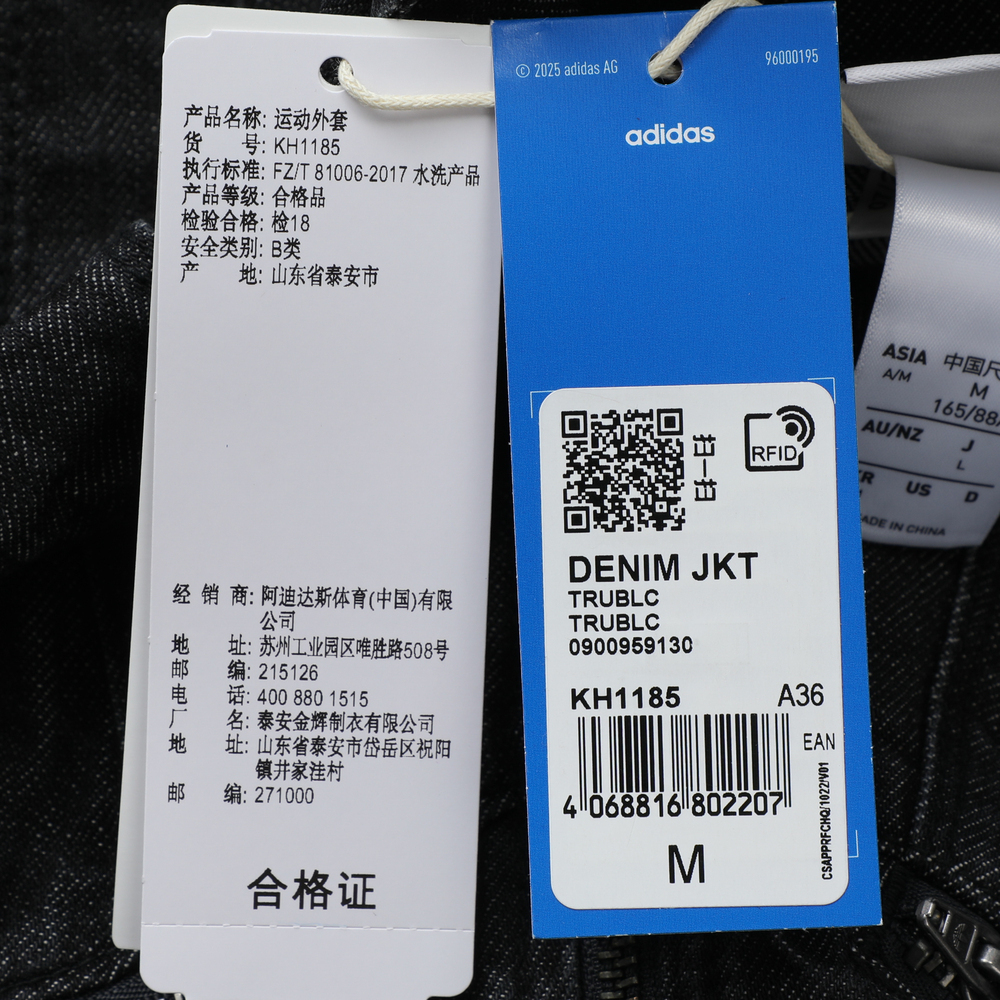 产品名称: 运动外套
货 号: KH1185
执行标准: FZ/T 81006-2017 水洗产品
产品等级: 合格品
检验合格: 检18
安全类别: B类
产 地: 山东省泰安市
经 销 商: 阿迪达斯体育(中国)有限
公司
地 址: 苏州工业园区唯胜路508号
邮 编: 215126
电 话: 400 880 1515
厂 名: 泰安金辉制衣有限公司
地 址: 山东省泰安市岱岳区祝阳
镇井家洼村
邮 编: 271000
合格证
© 2025 adidas AG
96000195
adidas
扫一扫
RFID
DENIM JKT
TRUBLC
TRUBLC
0900959130
KH1185 A36
EAN
4 068816 802207
M
CSAPPRFCHQ/1022/V01
ASIA 中国
A/M M
165/88
AU/NZ J
L
US D
MADE IN CHINA